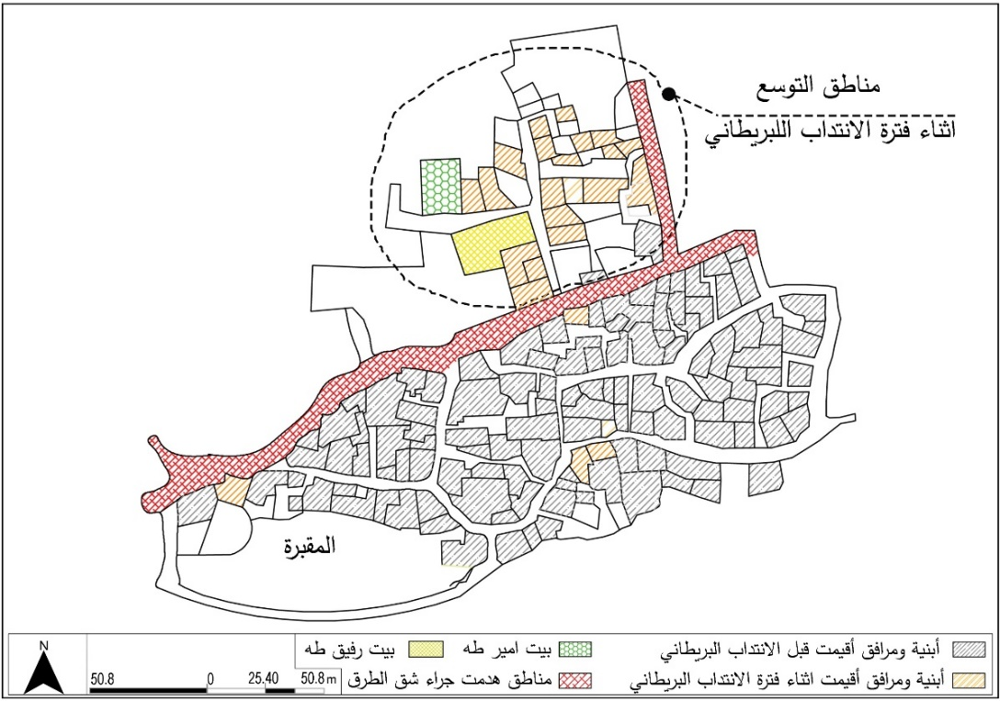 مناطق التوسع
اثناء فترة الانتداب اللبريطاني
المقبرة
أبنية ومرافق أقيمت قبل الانتداب البريطاني
بيت امير طه
بيت رفيق طه
أبنية ومرافق أقيمت اثناء فترة الانتداب البريطاني
مناطق هدمت جراء شق الطرق
N
50.8 0 25.40 50.8 m